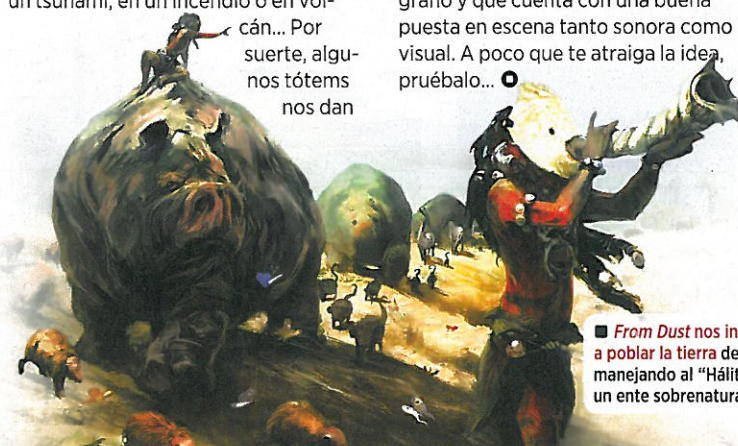 un tsunami, en un incendio o en vol-
cán... Por
suerte, algu-
nos tótems
nos dan
grafío y que cuenta con una buena
puesta en escena tanto sonora como
visual. A poco que te atraiga la idea,
pruébalo...
From Dust nos in
a poblar la tierra de
manejando al “Hálit
un ente sobrenatura